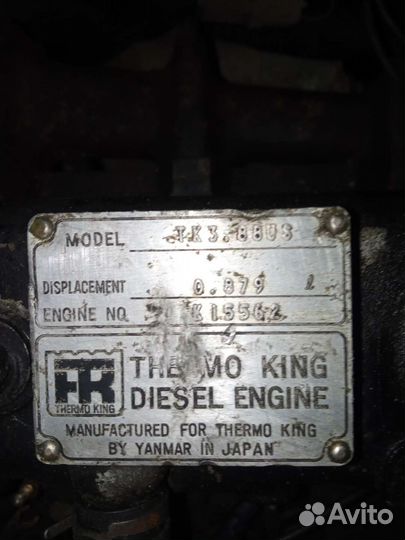 MODEL TK3.88US
DISPLACEMENT 0.879 ℓ
ENGINE NO.
TK THERMO KING
THERMO KING
DIESEL ENGINE
MANUFACTURED FOR THERMO KING
BY YANMAR IN JAPAN
Avito